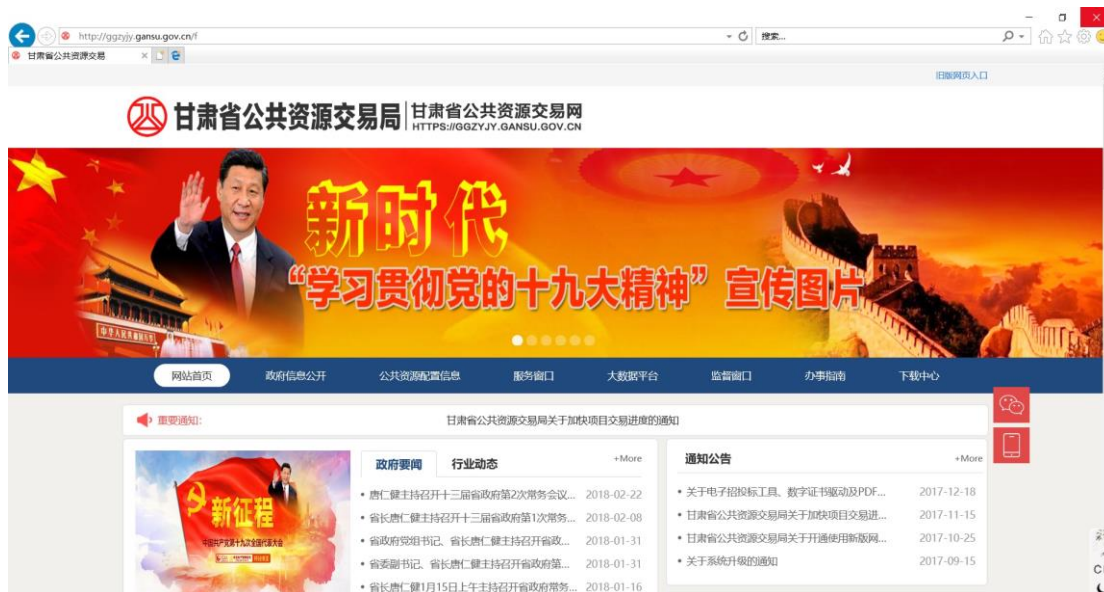 http://ggzyjy.gansu.gov.cn/f
搜索...
甘肃省公共资源交易
旧版网页入口
甘肃省公共资源交易局
甘肃省公共资源交易网
HTTPS://GGZYJY.GANSU.GOV.CN
新时代
“学习贯彻党的十九大精神”宣传图片
网站首页 政府信息公开 公共资源配置信息 服务窗口 大数据平台 监督窗口 办事指南 下载中心
重要通知: 甘肃省公共资源交易局关于加快项目交易进度的通知
新征程
中国共产党第十九次全国代表大会
政府要闻 行业动态 +More
• 唐仁健主持召开十三届省政府第2次常务会议... 2018-02-22
• 省长唐仁健主持召开十三届省政府第1次常务... 2018-02-08
• 省政府党组书记、省长唐仁健主持召开省政... 2018-01-31
• 省委副书记、省长唐仁健主持召开省政府第... 2018-01-31
• 省长唐仁健1月15日上午主持召开省政府常务... 2018-01-16
通知公告 +More
• 关于电子招投标工具、数字证书驱动及PDF... 2017-12-18
• 甘肃省公共资源交易局关于加快项目交易进... 2017-11-15
• 甘肃省公共资源交易局关于开通使用新版网... 2017-10-25
• 关于系统升级的通知 2017-09-15